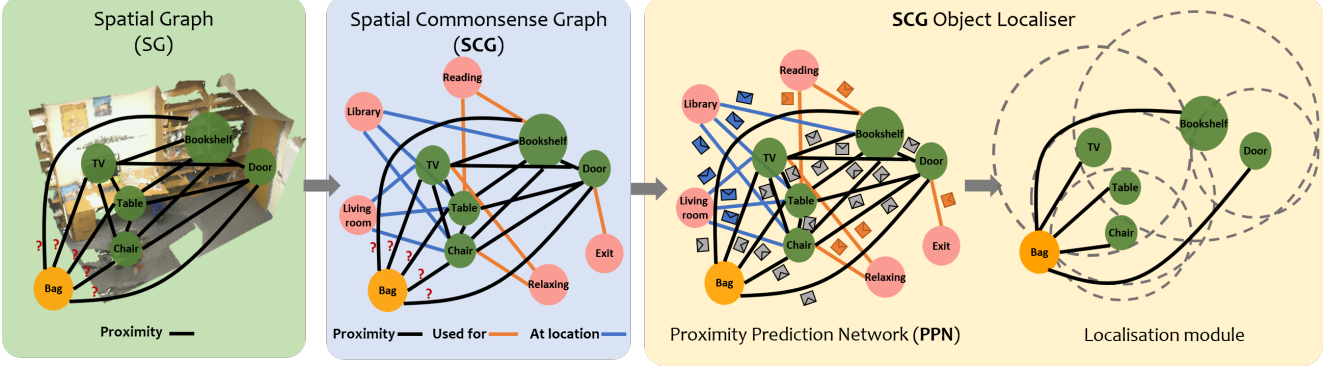 Spatial Graph
(SG)
Bookshelf
TV
Door
Table
Chair
?
?
?
?
?
Bag
Proximity
Spatial Commonsense Graph
(SCG)
Reading
Library
Bookshelf
TV
Door
Living
room
Table
Chair
Exit
?
?
?
?
?
Bag
Relaxing
Proximity
Used for
At location
SCG Object Localiser
Reading
Library
Bookshelf
TV
Door
Living
room
Table
Chair
Exit
Bag
Relaxing
Proximity Prediction Network (PPN)
Bookshelf
TV
Door
Table
Chair
Bag
Localisation module